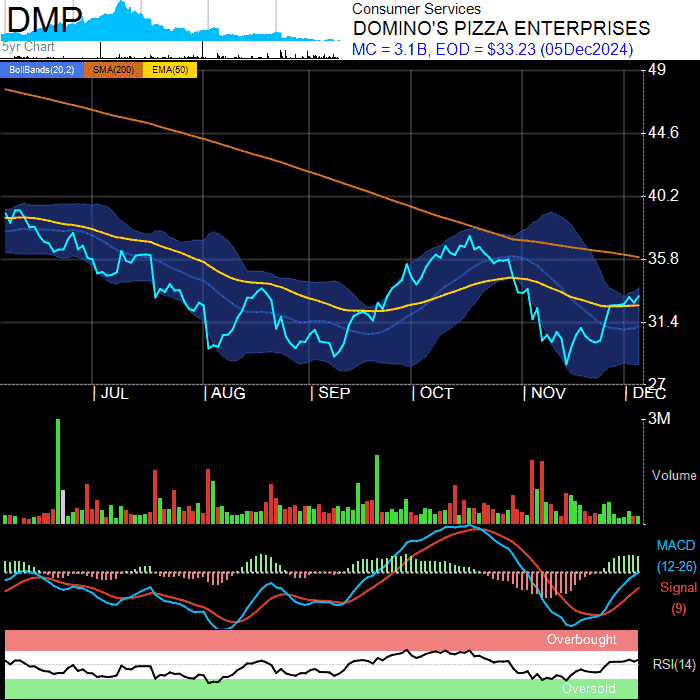 DMP
5yr Chart
Consumer Services
DOMINO'S PIZZA ENTERPRISES
MC = 3.1B, EOD = $33.23 (05Dec2024)
BollBands(20,2) SMA(200) EMA(50)
49
44.6
40.2
35.8
31.4
27
JUL AUG SEP OCT NOV DEC
3M
Volume
MACD
(12-26)
Signal
(9)
Overbought
RSI(14)
Oversold